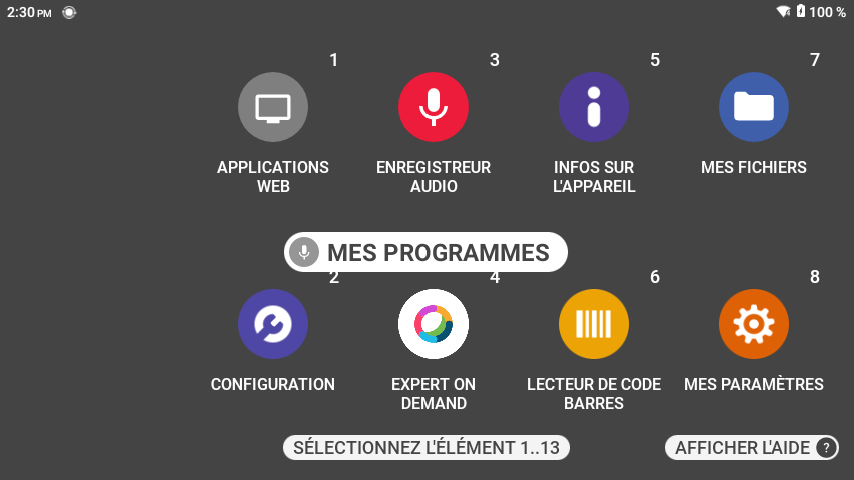 2:30 PM
100 %
1
3
5
7
APPLICATIONS
WEB
ENREGISTREUR
AUDIO
INFOS SUR
L'APPAREIL
MES FICHIERS
MES PROGRAMMES
2
4
6
8
CONFIGURATION
EXPERT ON
DEMAND
LECTEUR DE CODE
BARRES
MES PARAMÈTRES
SÉLECTIONNEZ L'ÉLÉMENT 1..13
AFFICHER L'AIDE ?